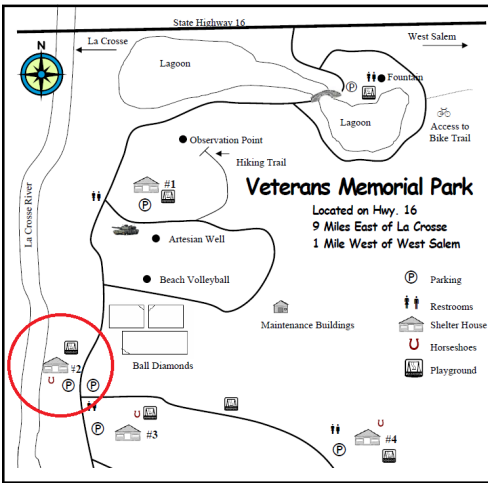 State Highway 16
N
La Crosse
West Salem
Lagoon
P
Fountain
Lagoon
Access to
Bike Trail
Observation Point
Hiking Trail
#1
P
Veterans Memorial Park
Located on Hwy. 16
9 Miles East of La Crosse
1 Mile West of West Salem
La Crosse River
Artesian Well
Beach Volleyball
P Parking
Restrooms
Shelter House
Horseshoes
Playground
Maintenance Buildings
Ball Diamonds
#2
P P
P
#3
#4
P